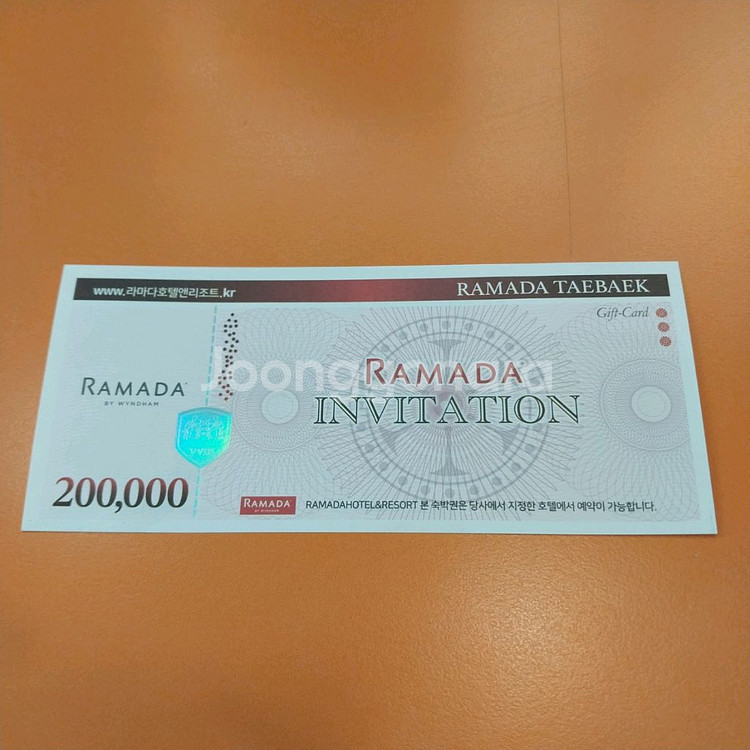 www.라마다호텔앤리조트.kr
RAMADA TAEBAEK
Gift-Card
RAMADA
BY WYNDHAM
RAMADA
INVITATION
200,000
RAMADA
BY WYNDHAM
RAMADAHOTEL&RESORT 본 숙박권은 당사에서 지정한 호텔에서 예약이 가능합니다.